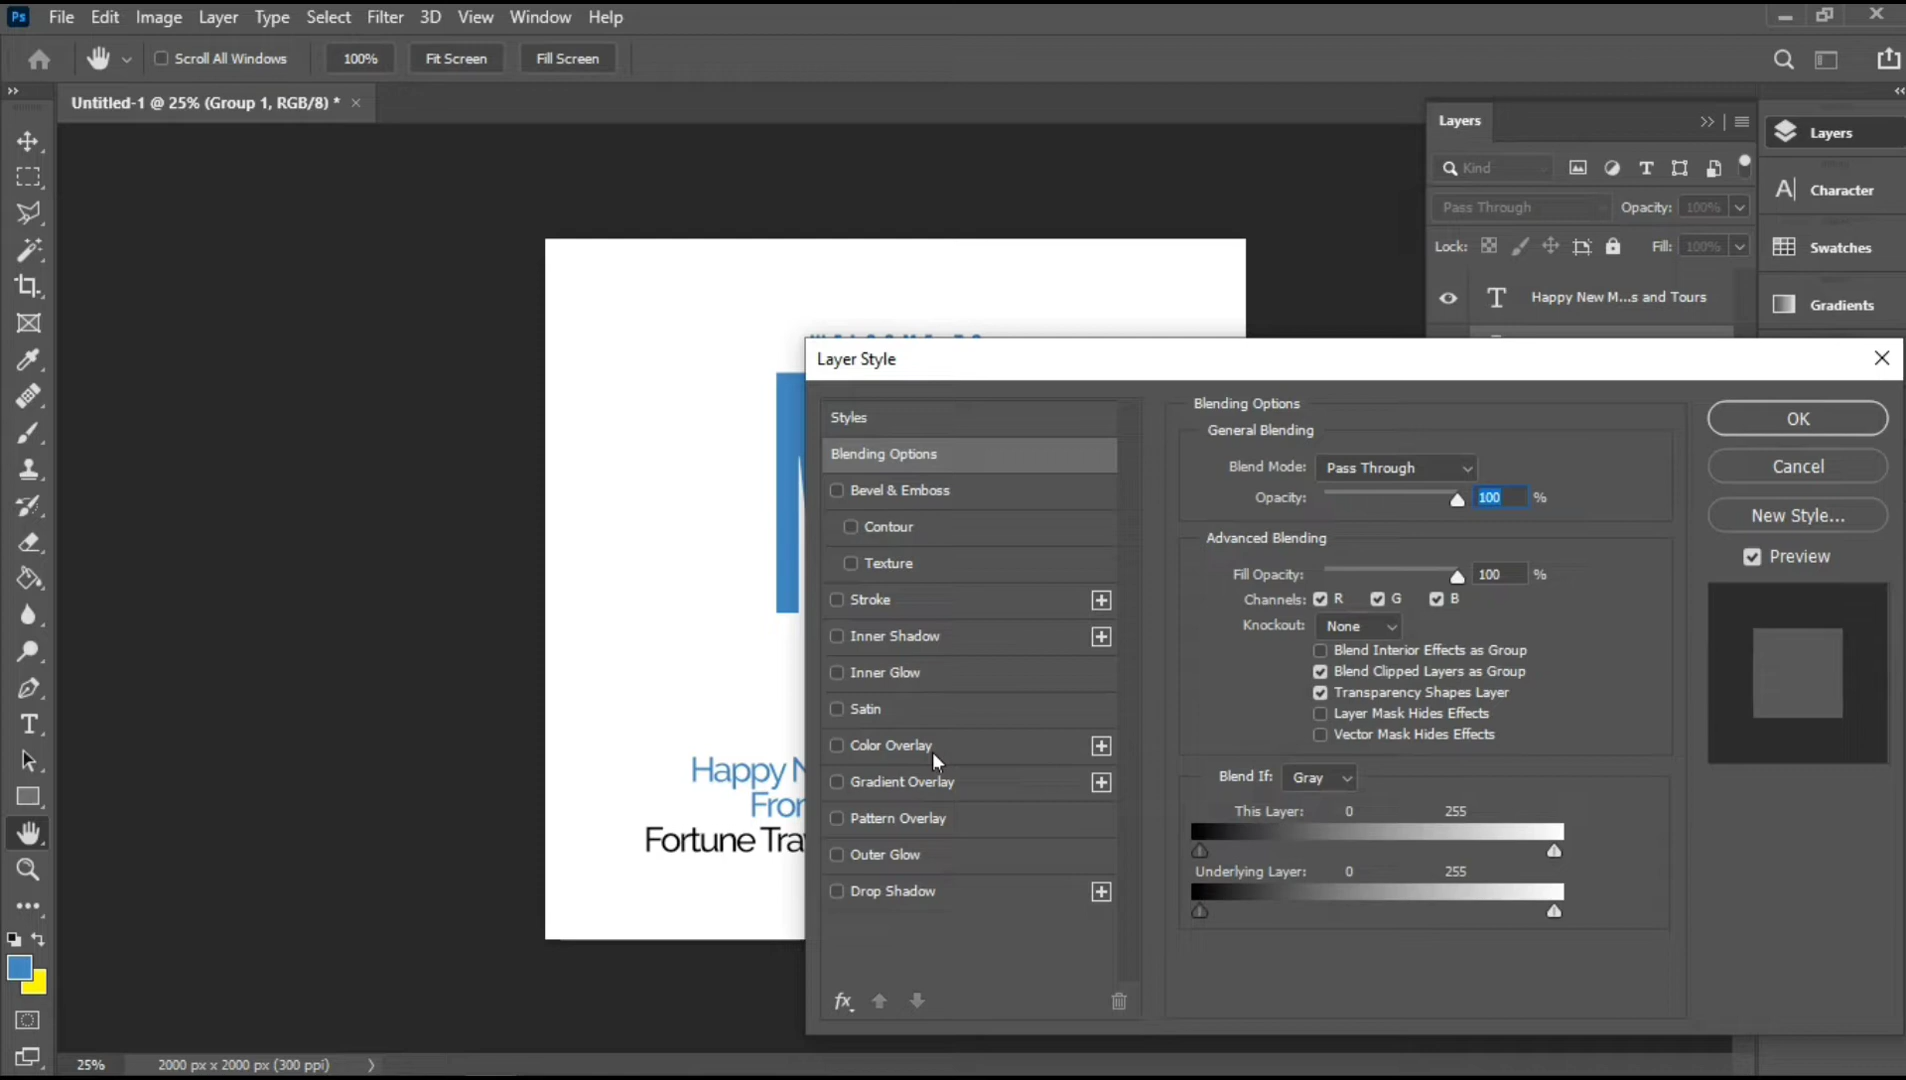 Ps File Edit Image Layer Type Select Filter 3D View Window Help
Scroll All Windows 100% Fit Screen Fill Screen
Untitled-1 @ 25% (Group 1, RGB/8) * ×
Layers
Kind
Pass Through Opacity: 100%
Lock: Fill: 100%
Happy New M...s and Tours
Layers
Character
Swatches
Gradients
WELCOME TO
Happy N
From
Fortune Tra
Layer Style
Styles
Blending Options
Bevel & Emboss
Contour
Texture
Stroke
Inner Shadow
Inner Glow
Satin
Color Overlay
Gradient Overlay
Pattern Overlay
Outer Glow
Drop Shadow
fx
Blending Options
General Blending
Blend Mode: Pass Through
Opacity: 100 %
Advanced Blending
Fill Opacity: 100 %
Channels: R G B
Knockout: None
Blend Interior Effects as Group
Blend Clipped Layers as Group
Transparency Shapes Layer
Layer Mask Hides Effects
Vector Mask Hides Effects
Blend If: Gray
This Layer: 0 255
Underlying Layer: 0 255
OK
Cancel
New Style...
Preview
25% 2000 px x 2000 px (300 ppi)